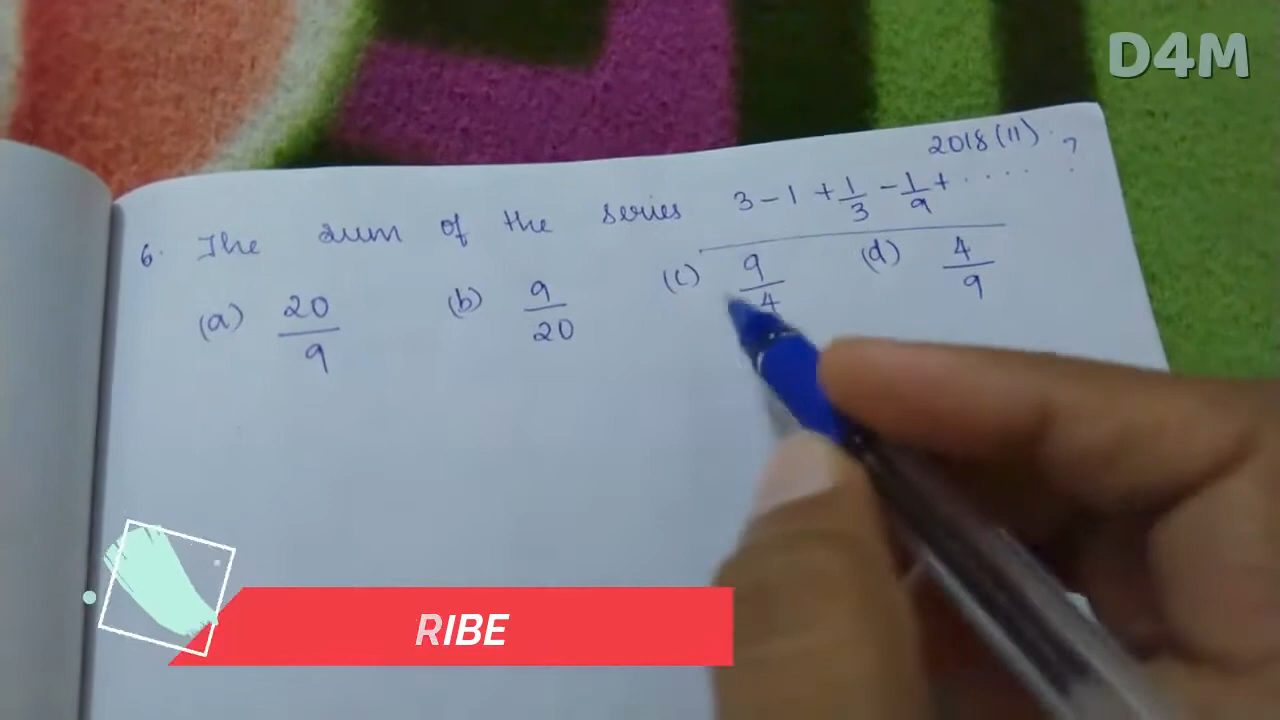 D4M
2018 (11)
6. The sum of the series 3 - 1 + 1/3 - 1/9 + ..... ?
(a) 20/9 (b) 9/20 (c) 9/4 (d) 4/9
RIBE